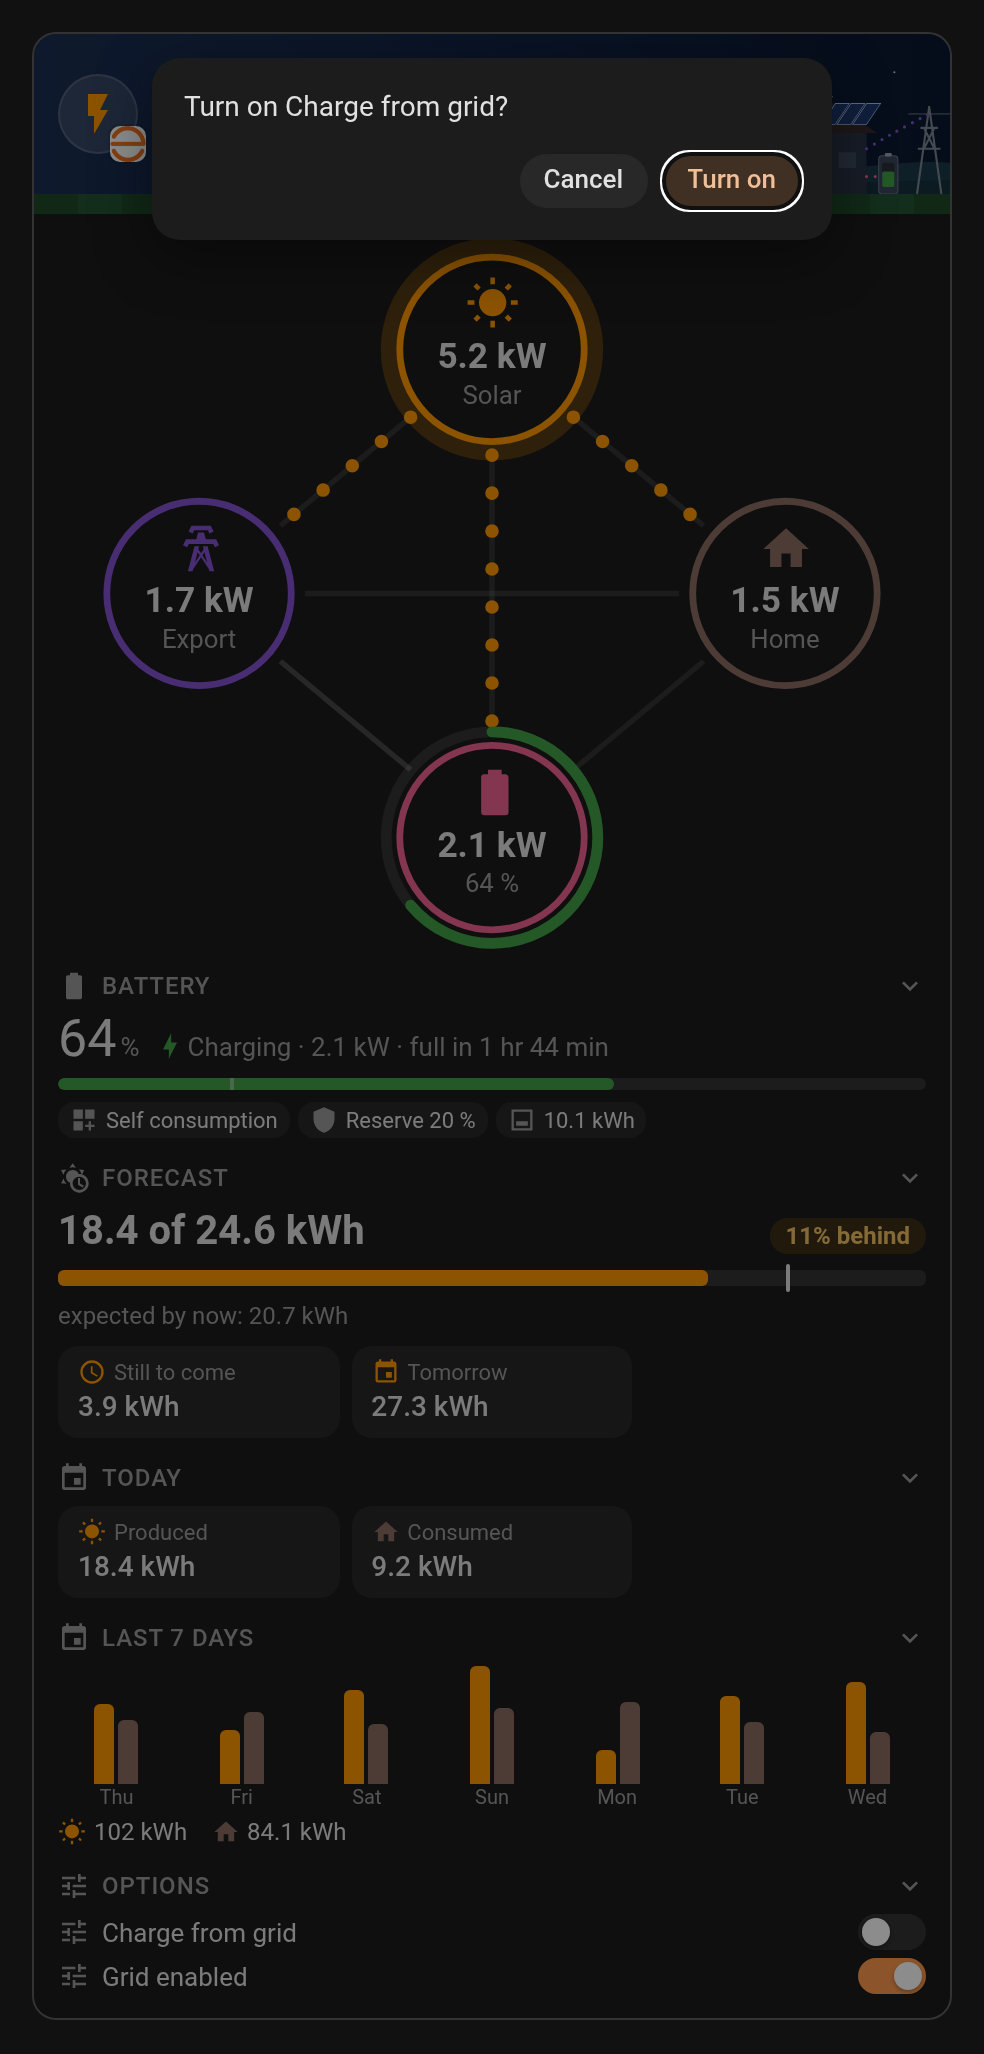 Turn on Charge from grid?
Cancel Turn on
5.2 kW
Solar
1.7 kW
Export
1.5 kW
Home
2.1 kW
64 %
BATTERY
64 % Charging · 2.1 kW · full in 1 hr 44 min
Self consumption Reserve 20 % 10.1 kWh
FORECAST
18.4 of 24.6 kWh 11% behind
expected by now: 20.7 kWh
Still to come Tomorrow
3.9 kWh 27.3 kWh
TODAY
Produced Consumed
18.4 kWh 9.2 kWh
LAST 7 DAYS
Thu Fri Sat Sun Mon Tue Wed
102 kWh 84.1 kWh
OPTIONS
Charge from grid
Grid enabled